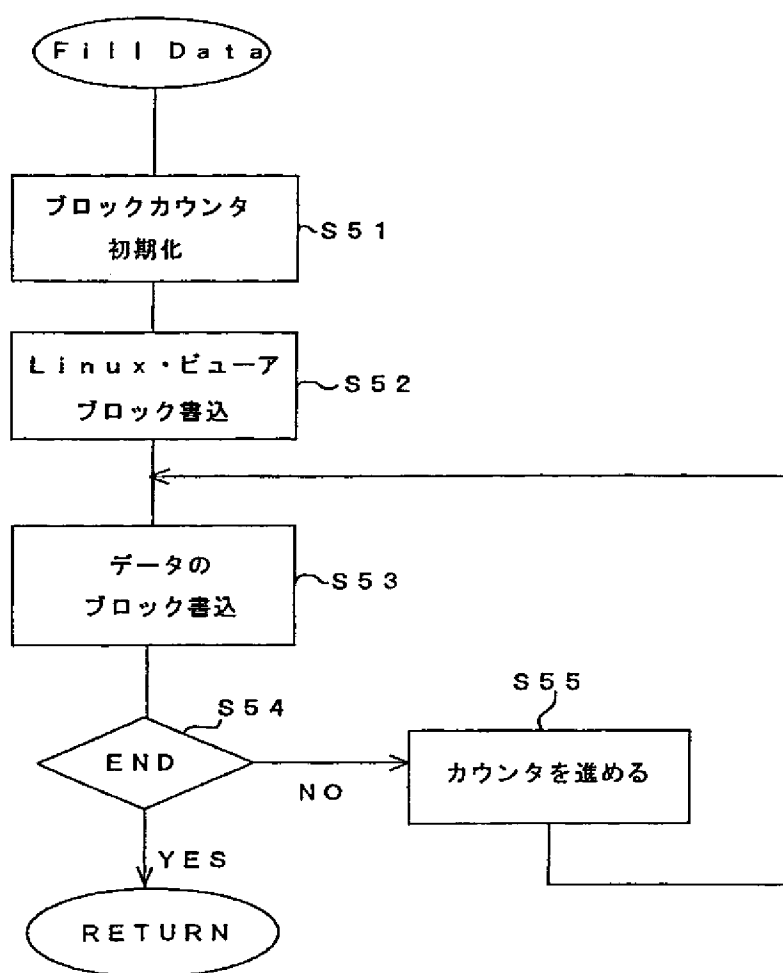 Fill Data
ブロックカウンタ
初期化
S51
Linux・ビューア
ブロック書込
S52
データの
ブロック書込
S53
S54
END
NO
S55
カウンタを進める
YES
RETURN